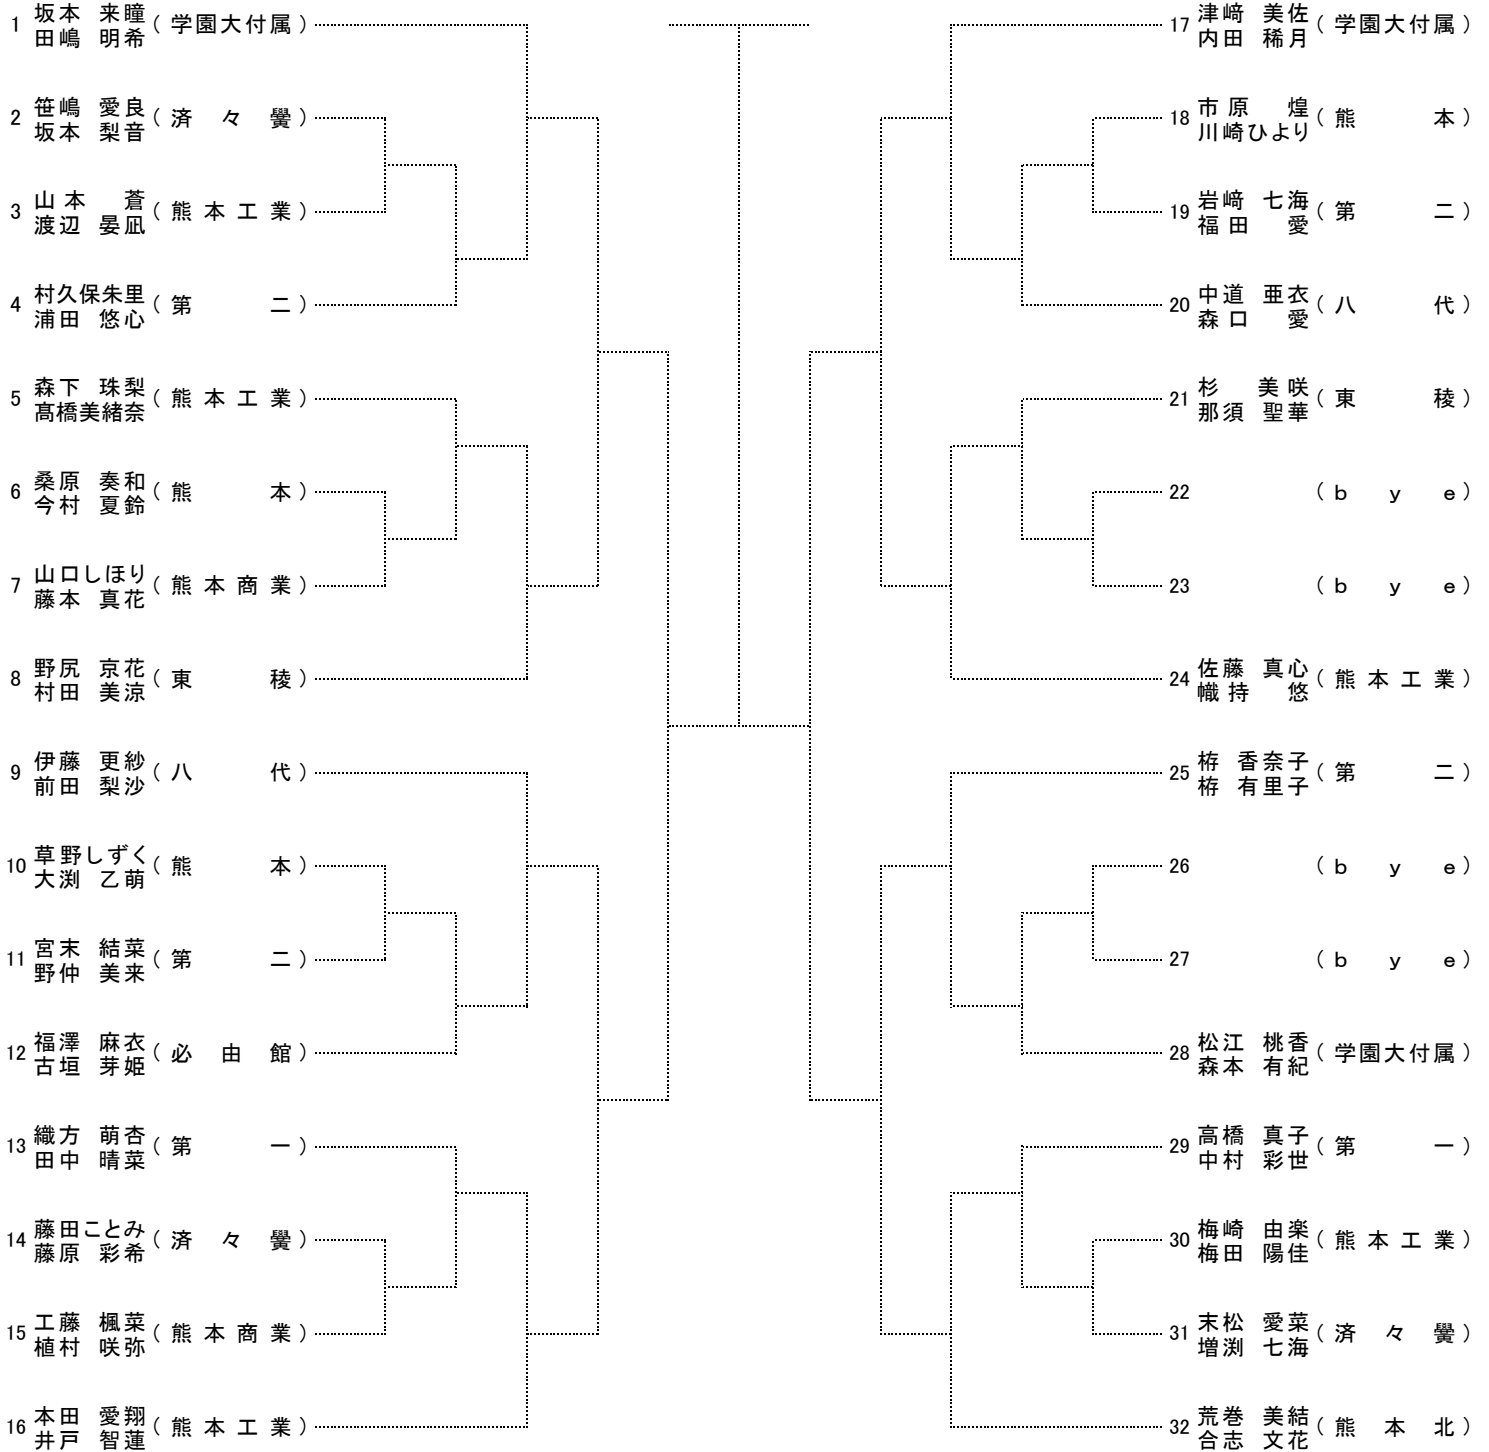 1 坂本 来瞳 (学園大付属)
田嶋 明希
2 笹嶋 愛良 (済々黌)
坂本 梨音
3 山本 蒼 (熊本工業)
渡辺 晏凪
4 村久保朱里 (第二)
浦田 悠心
5 森下 珠梨 (熊本工業)
髙橋美緒奈
6 桑原 奏和 (熊本)
今村 夏鈴
7 山口しほり (熊本商業)
藤本 真花
8 野尻 京花 (東稜)
村田 美涼
9 伊藤 更紗 (八代)
前田 梨沙
10 草野しずく (熊本)
大渕 乙萌
11 宮末 結菜 (第二)
野仲 美来
12 福澤 麻衣 (必由館)
古垣 芽姫
13 織方 萌杏 (第一)
田中 晴菜
14 藤田ことみ (済々黌)
藤原 彩希
15 工藤 楓菜 (熊本商業)
植村 咲弥
16 本田 愛翔 (熊本工業)
井戸 智蓮
17 津﨑 美佐 (学園大付属)
内田 稀月
18 市原 煌 (熊本)
川崎ひより
19 岩﨑 七海 (第二)
福田 愛
20 中道 亜衣 (八代)
森口 愛
21 杉 美咲 (東稜)
那須 聖華
22 (bye)
23 (bye)
24 佐藤 真心 (熊本工業)
幟持 悠
25 栫 香奈子 (第二)
栫 有里子
26 (bye)
27 (bye)
28 松江 桃香 (学園大付属)
森本 有紀
29 高橋 真子 (第一)
中村 彩世
30 梅崎 由楽 (熊本工業)
梅田 陽佳
31 末松 愛菜 (済々黌)
増渕 七海
32 荒巻 美結 (熊本北)
合志 文花